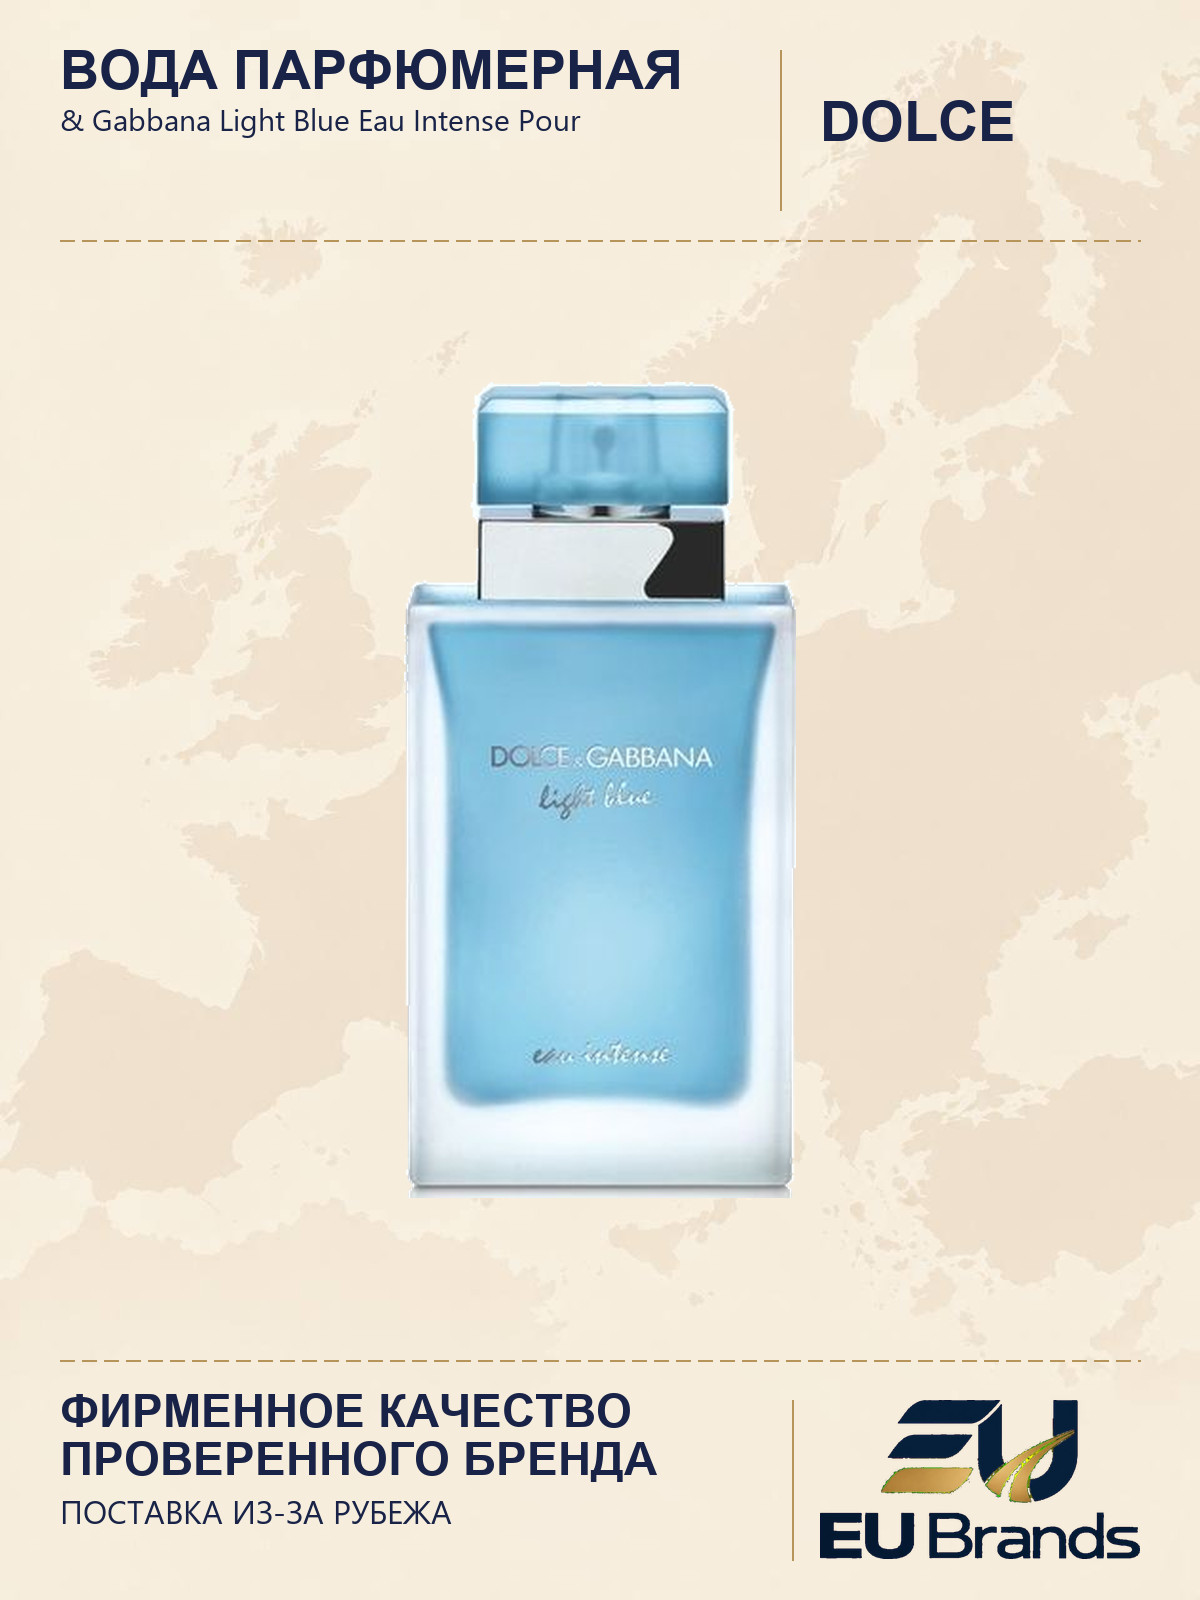 ВОДА ПАРФЮМЕРНАЯ
& Gabbana Light Blue Eau Intense Pour
DOLCE
DOLCE & GABBANA
light blue
eau intense
ФИРМЕННОЕ КАЧЕСТВО
ПРОВЕРЕННОГО БРЕНДА
ПОСТАВКА ИЗ-ЗА РУБЕЖА
EU
EU Brands